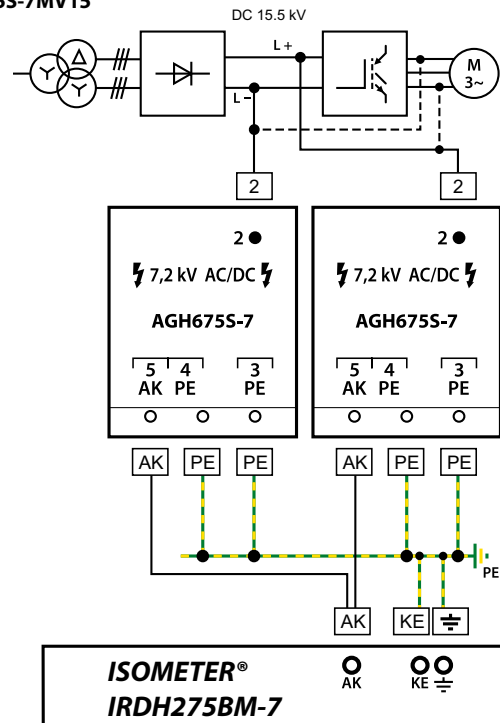 5S-7MV15
DC 15.5 kV
L+
L–
M
3~
2
2
2
2
7,2 kV AC/DC
7,2 kV AC/DC
AGH675S-7
AGH675S-7
5 4 3
AK PE PE
5 4 3
AK PE PE
AK PE PE
AK PE PE
PE
AK KE
ISOMETER®
AK KE
IRDH275BM-7